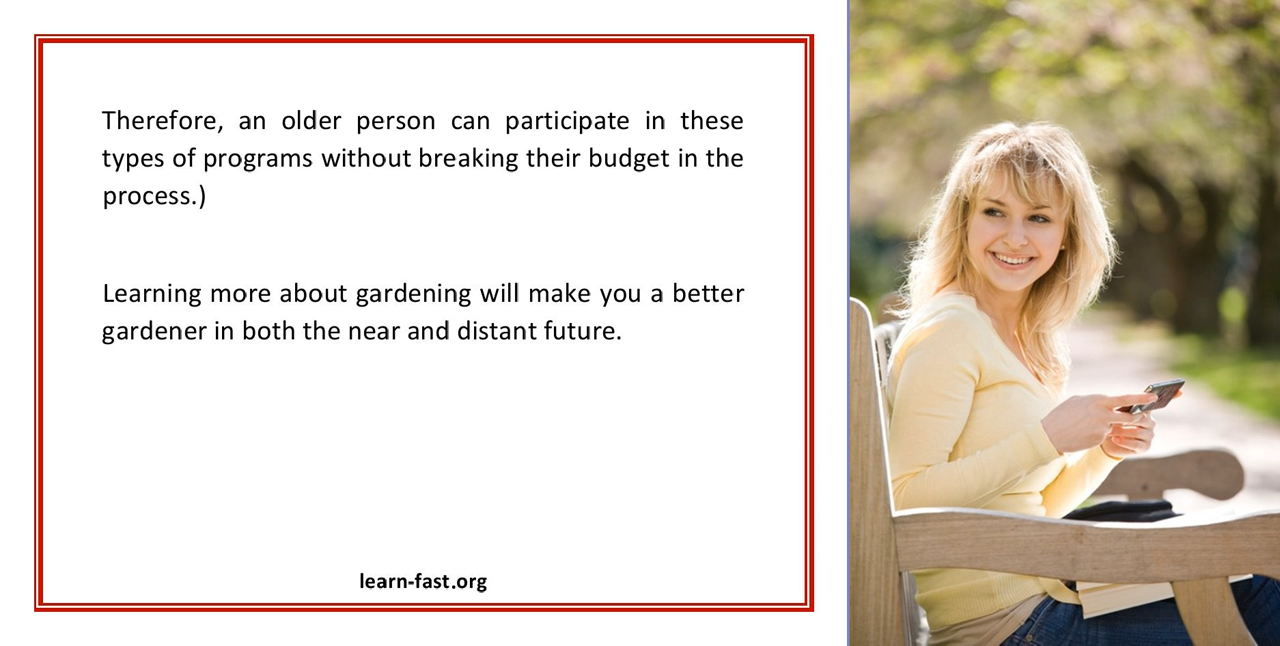 Therefore, an older person can participate in these
types of programs without breaking their budget in the
process.)
Learning more about gardening will make you a better
gardener in both the near and distant future.
learn-fast.org